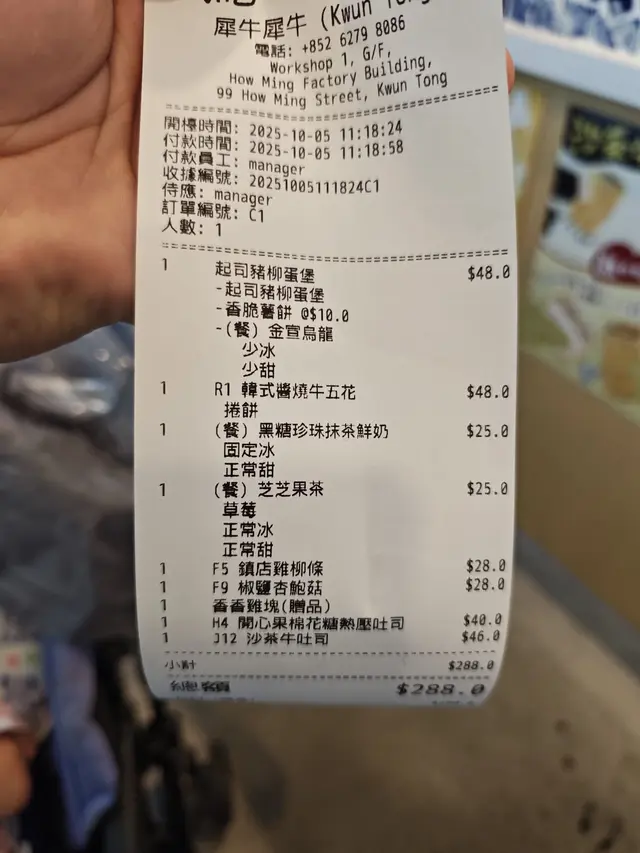 犀牛犀牛 (Kwun Tong
電話: +852 6279 8086
Workshop 1, G/F,
How Ming Factory Building,
99 How Ming Street, Kwun Tong
開檯時間: 2025-10-05 11:18:24
付款時間: 2025-10-05 11:18:58
付款員工: manager
收據編號: 20251005111824C1
侍應: manager
訂單編號: C1
人數: 1
1 起司豬柳蛋堡 $48.0
-起司豬柳蛋堡
-香脆薯餅 @$10.0
-(餐) 金宣烏龍
少冰
少甜
1 R1 韓式醬燒牛五花 $48.0
捲餅
1 (餐) 黑糖珍珠抹茶鮮奶 $25.0
固定冰
正常甜
1 (餐) 芝芝果茶 $25.0
草莓
正常冰
正常甜
1 F5 鎮店雞柳條 $28.0
1 F9 椒鹽杏鮑菇 $28.0
1 香香雞塊(贈品)
1 H4 開心果棉花糖熱壓吐司 $40.0
1 J12 沙茶牛吐司 $46.0
小計 $288.0
$288.0